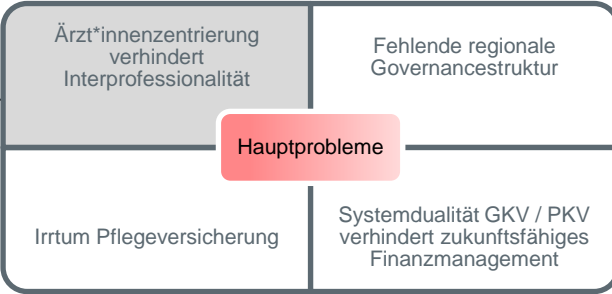 Ärzt*innenzentrierung
verhindert
Interprofessionalität
Fehlende regionale
Governancestruktur
Hauptprobleme
Irrtum Pflegeversicherung
Systemdualität GKV / PKV
verhindert zukunftsfähiges
Finanzmanagement